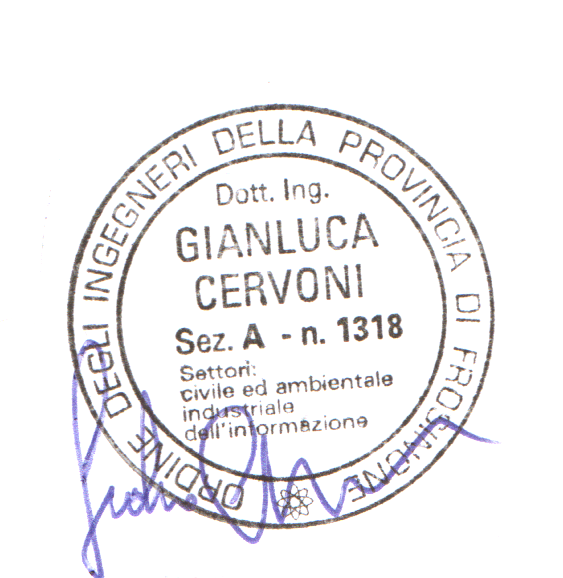 ORDINE DEGLI INGEGNERI DELLA PROVINCIA DI FROSINONE
Dott. Ing.
GIANLUCA
CERVONI
Sez. A - n. 1318
Settori:
civile ed ambientale
industriale
dell'informazione